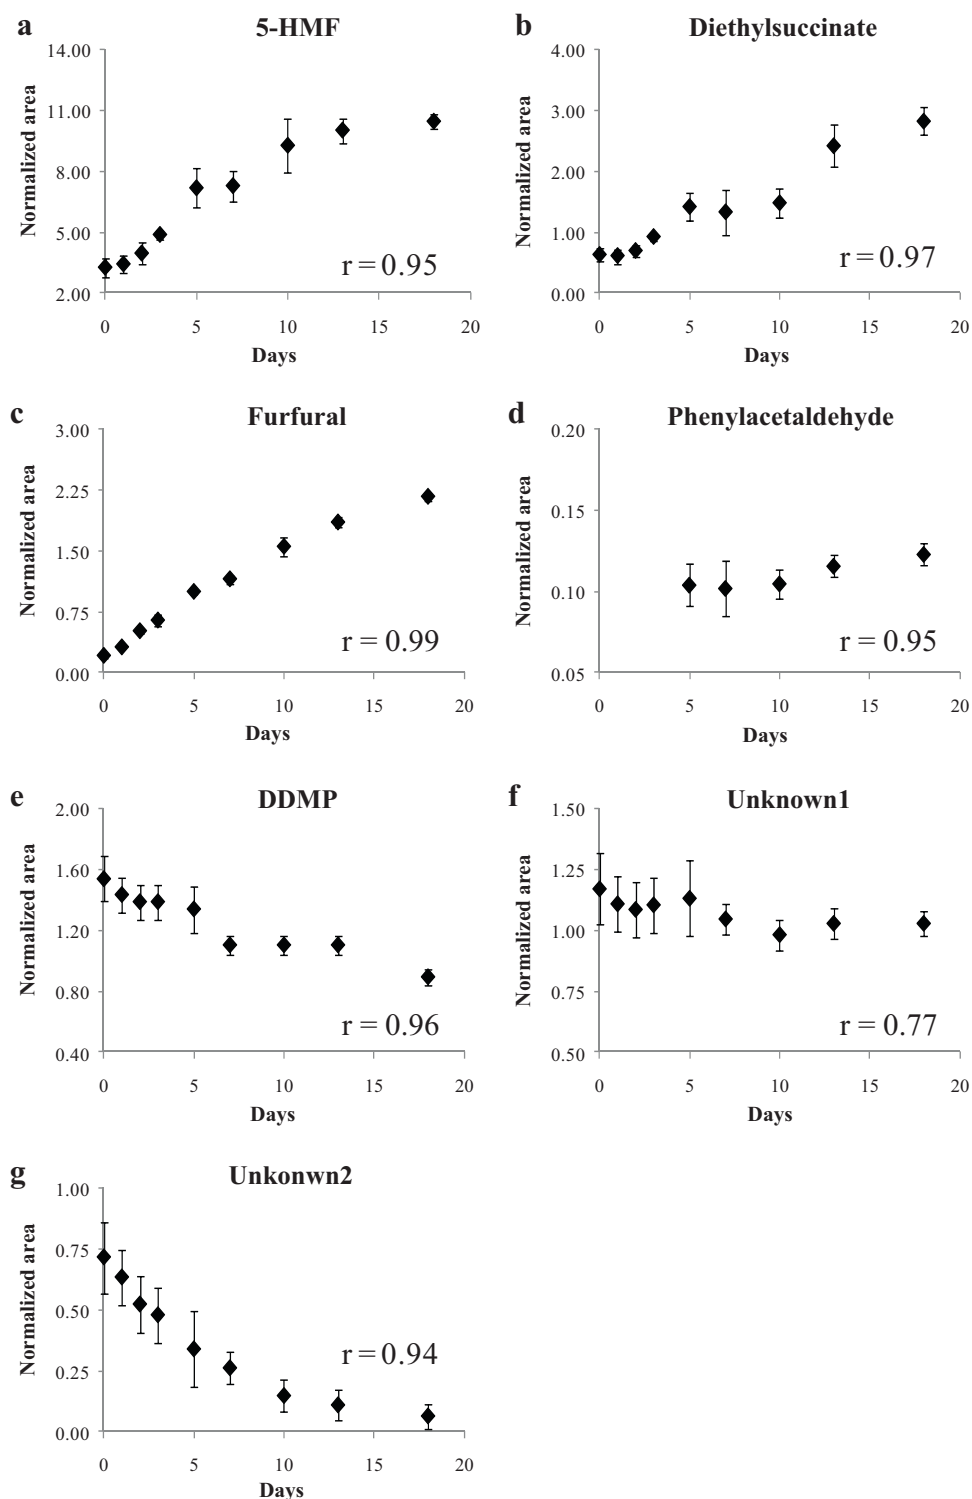 a
5-HMF
14.00
11.00
8.00
5.00
2.00
Normalized area
r = 0.95
0 5 10 15 20
Days
b
Diethylsuccinate
4.00
3.00
2.00
1.00
0.00
Normalized area
r = 0.97
0 5 10 15 20
Days
c
Furfural
3.00
2.25
1.50
0.75
0.00
Normalized area
r = 0.99
0 5 10 15 20
Days
d
Phenylacetaldehyde
0.20
0.15
0.10
0.05
Normalized area
r = 0.95
0 5 10 15 20
Days
e
DDMP
2.00
1.60
1.20
0.80
0.40
Normalized area
r = 0.96
0 5 10 15 20
Days
f
Unknown1
1.50
1.25
1.00
0.75
0.50
Normalized area
r = 0.77
0 5 10 15 20
Days
g
Unkonwn2
1.00
0.75
0.50
0.25
0.00
Normalized area
r = 0.94
0 5 10 15 20
Days